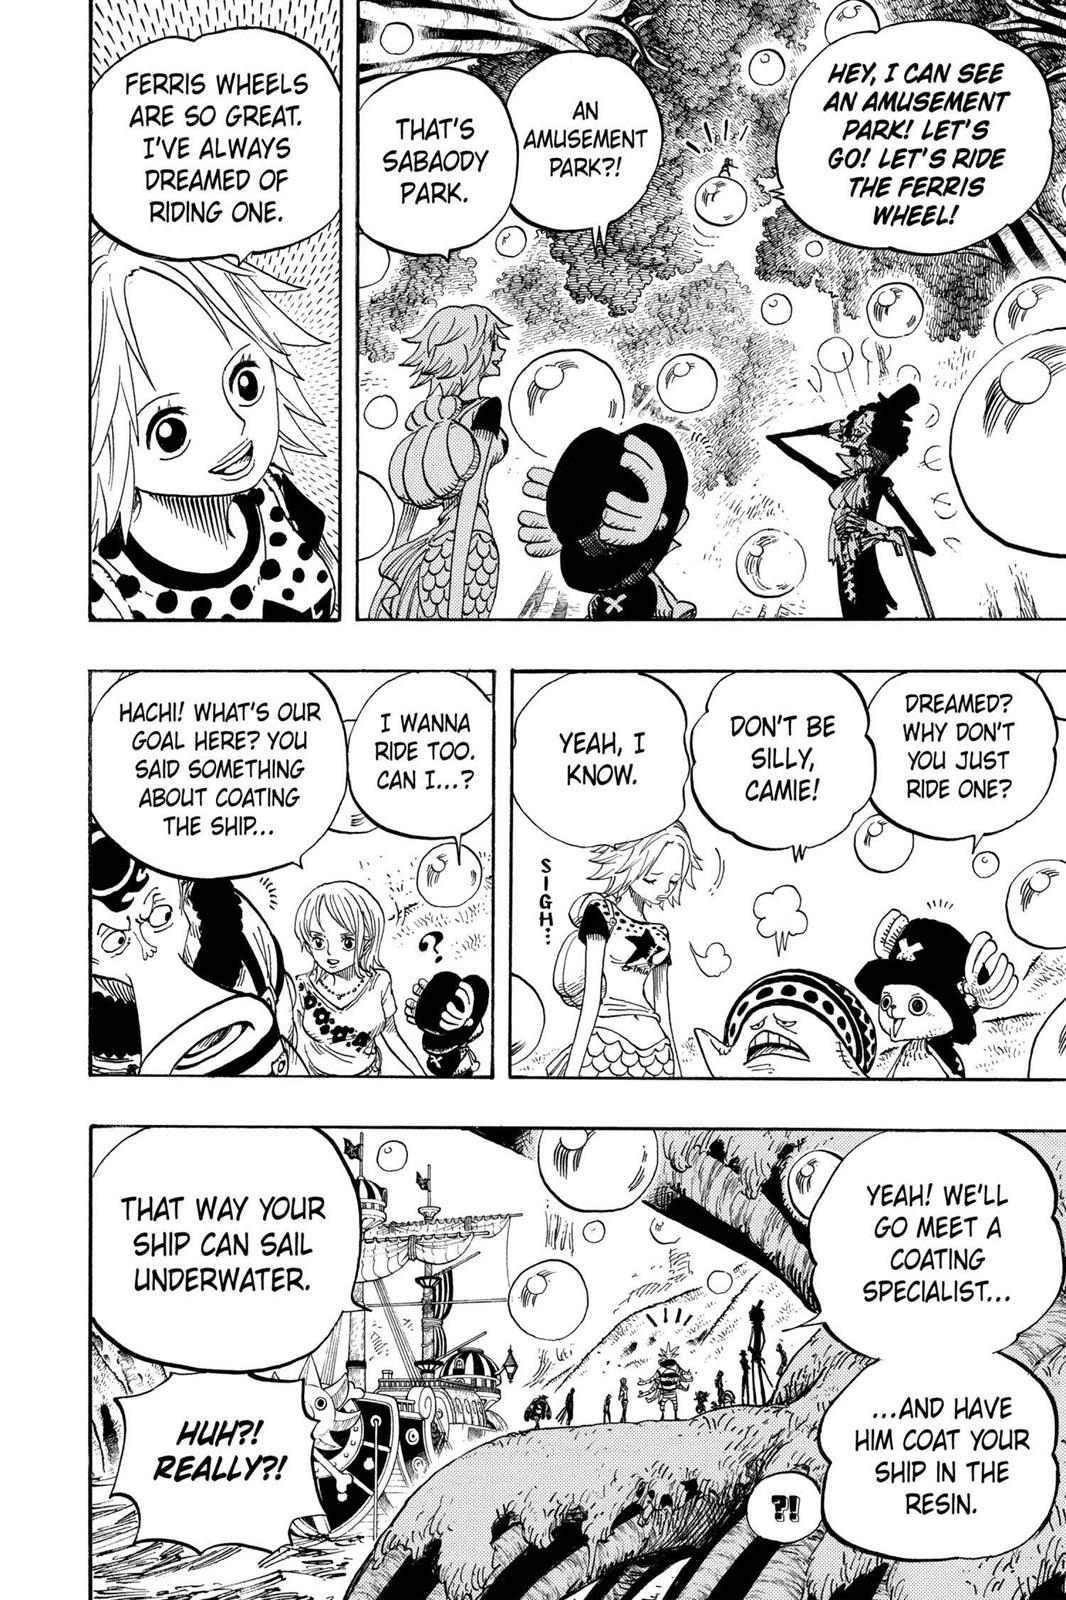 HEY, I CAN SEE
AN AMUSEMENT
PARK! LET'S
GO! LET'S RIDE
THE FERRIS
WHEEL!
AN
AMUSEMENT
PARK?!
THAT'S
SABAODY
PARK.
FERRIS WHEELS
ARE SO GREAT.
I'VE ALWAYS
DREAMED OF
RIDING ONE.
DREAMED?
WHY DON'T
YOU JUST
RIDE ONE?
DON'T BE
SILLY,
CAMIE!
YEAH, I
KNOW.
SIGH...
I WANNA
RIDE TOO.
CAN I...?
?
HACHI! WHAT'S OUR
GOAL HERE? YOU
SAID SOMETHING
ABOUT COATING
THE SHIP...
YEAH! WE'LL
GO MEET A
COATING
SPECIALIST...
...AND HAVE
HIM COAT YOUR
SHIP IN THE
RESIN.
?!
THAT WAY YOUR
SHIP CAN SAIL
UNDERWATER.
HUH?!
REALLY?!